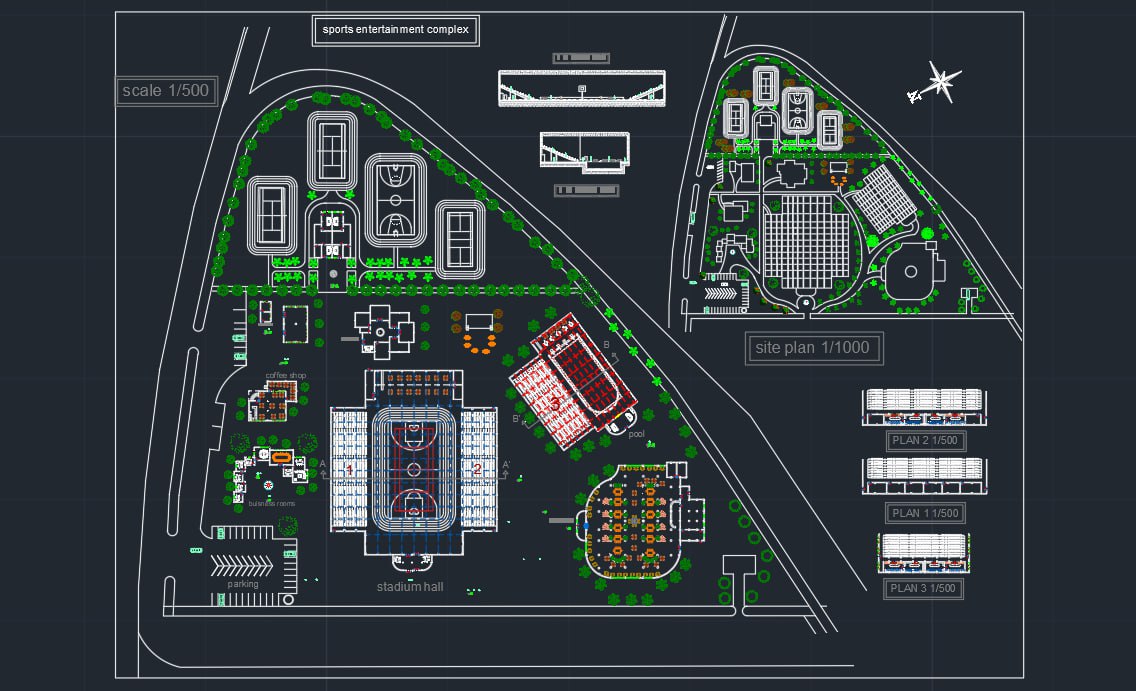 sports entertainment complex
scale 1/500
site plan 1/1000
B
B'
3
coffee shop
pool
PLAN 2 1/500
A
1
2
A'
buisness rooms
PLAN 1 1/500
parking
stadium hall
PLAN 3 1/500